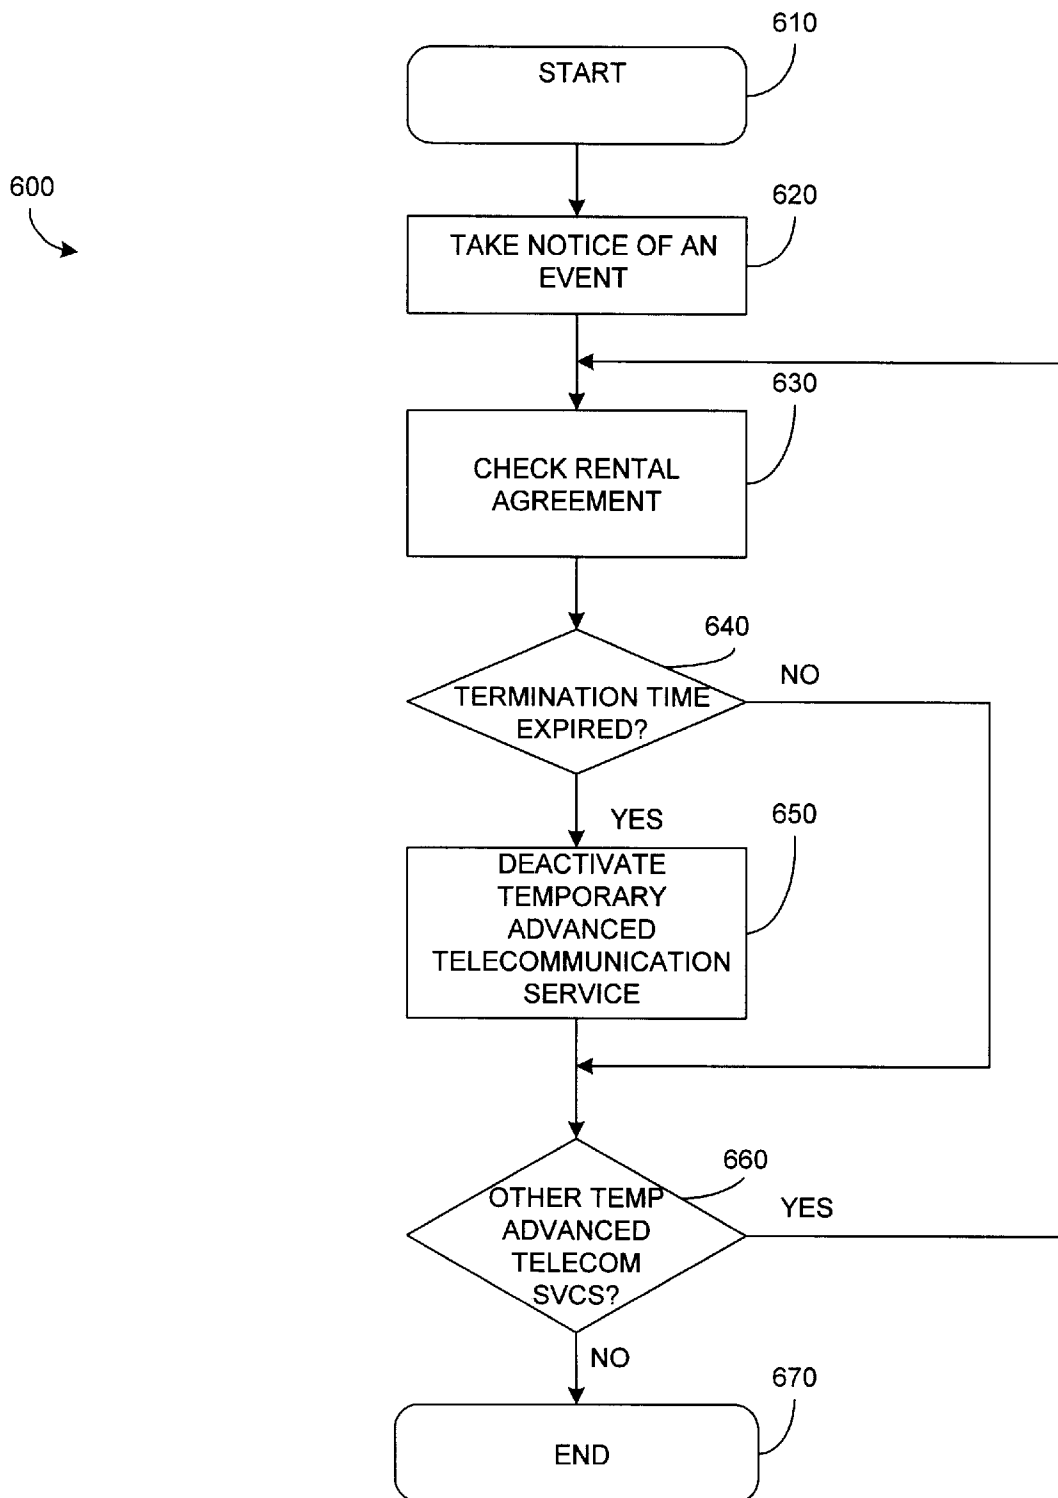 610
START
600
620
TAKE NOTICE OF AN
EVENT
630
CHECK RENTAL
AGREEMENT
640
NO
TERMINATION TIME
EXPIRED?
YES
650
DEACTIVATE
TEMPORARY
ADVANCED
TELECOMMUNICATION
SERVICE
660
OTHER TEMP
ADVANCED
TELECOM
SVCS?
YES
NO
670
END